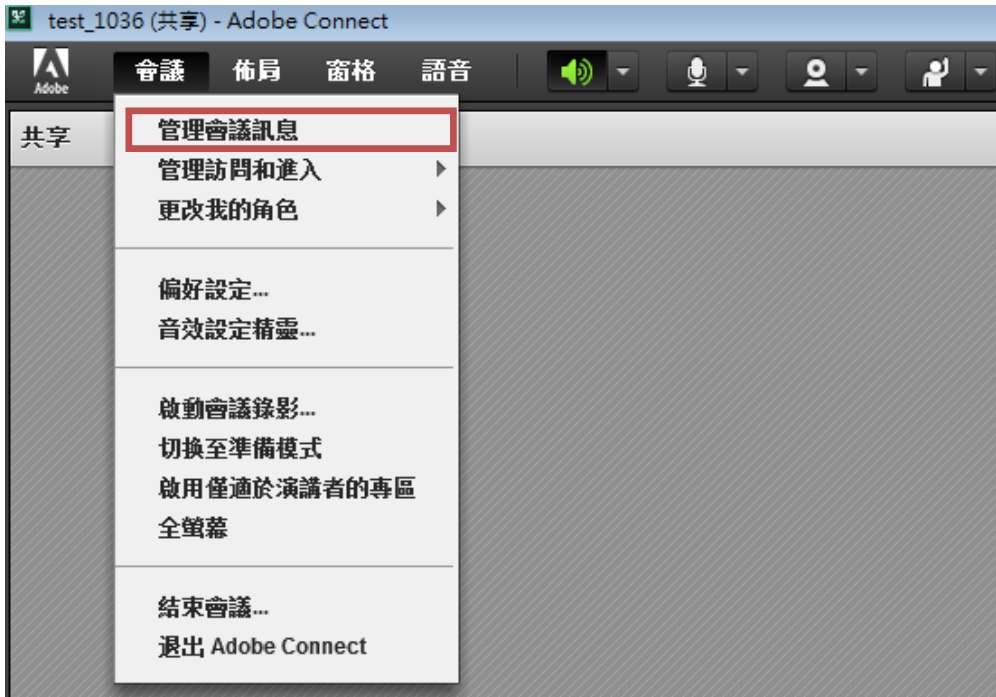 test_1036 (共享) - Adobe Connect
Adobe
會議 佈局 窗格 語音
共享
管理會議訊息
管理訪問和進入
更改我的角色
偏好設定...
音效設定精靈...
啟動會議錄影...
切換至準備模式
啟用僅適於演講者的專區
全螢幕
結束會議...
退出 Adobe Connect